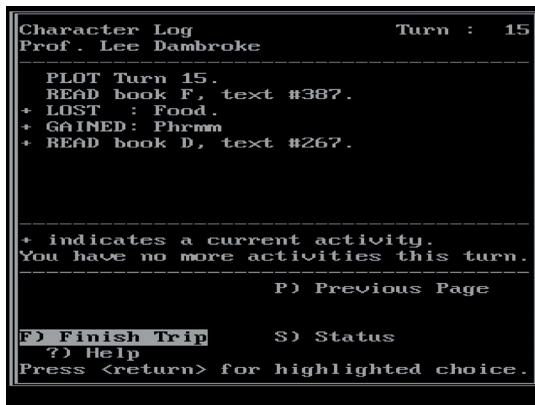 Character Log Turn : 15
Prof. Lee Dambroke
PLOT Turn 15.
READ book F, text #387.
+ LOST : Food.
+ GAINED: Phrmm
+ READ book D, text #267.
+ indicates a current activity.
You have no more activities this turn.
P) Previous Page
F) Finish Trip S) Status
?) Help
Press <return> for highlighted choice.